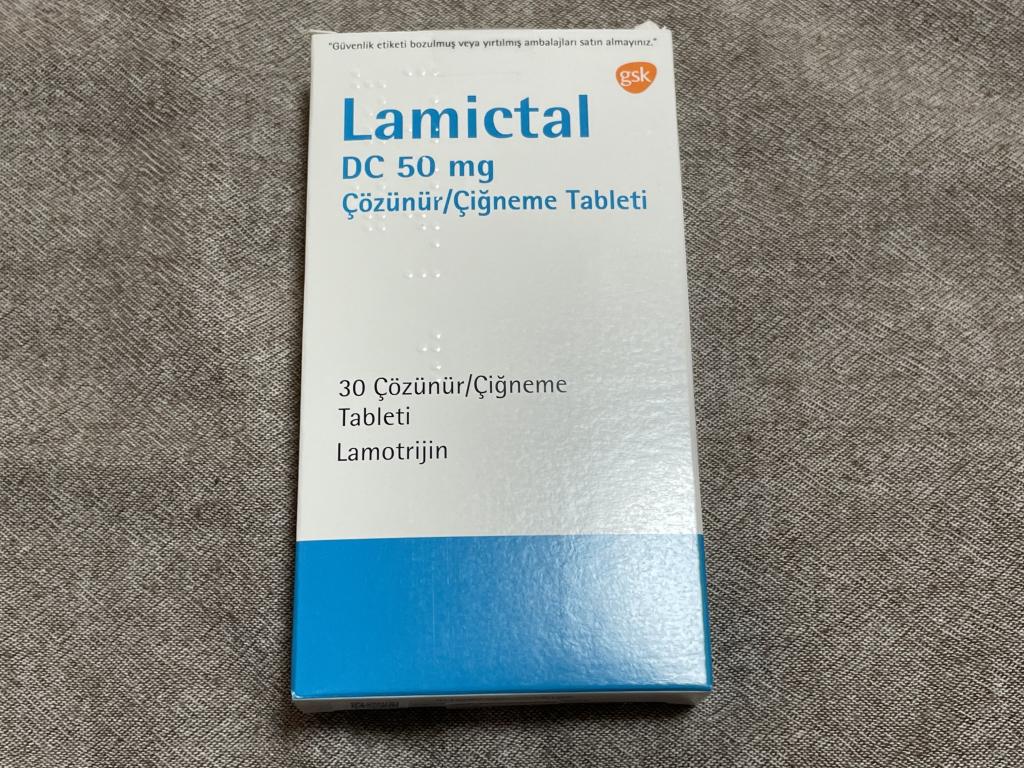 "Güvenlik etiketi bozulmuş veya yırtılmış ambalajları satın almayınız."
gsk
Lamictal
DC 50 mg
Çözünür/Çiğneme Tableti
30 Çözünür/Çiğneme
Tableti
Lamotrijin